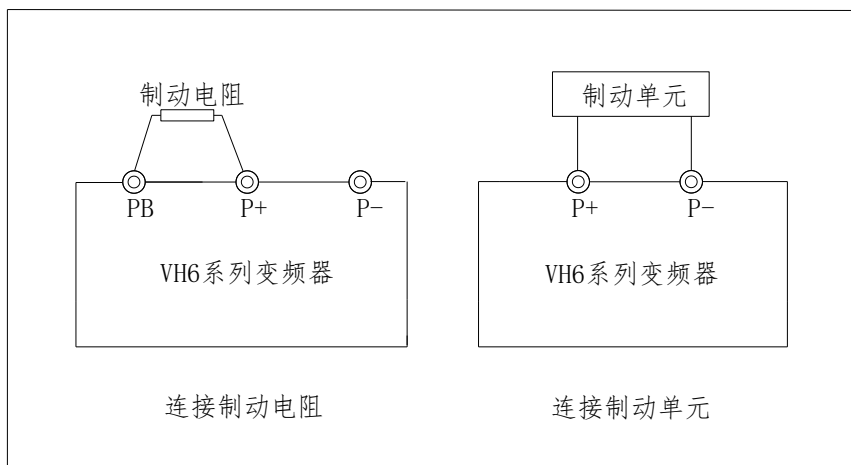 制动电阻
PB
P+
P-
VH6系列变频器
连接制动电阻
制动单元
P+
P-
VH6系列变频器
连接制动单元